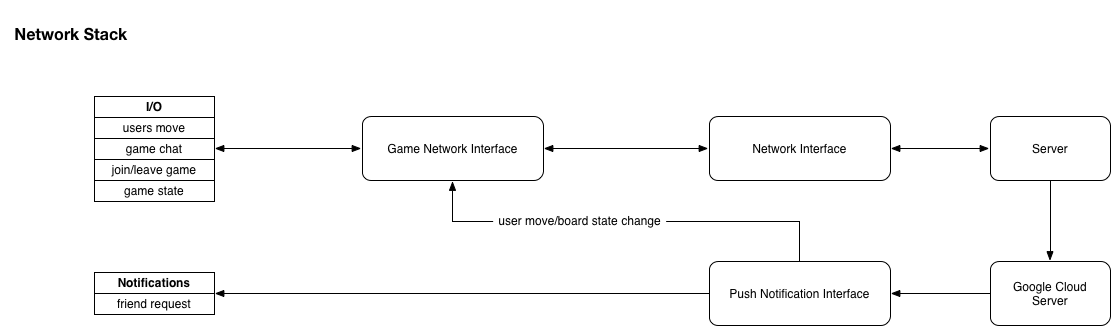 Network Stack
I/O
users move
game chat
join/leave game
game state
Game Network Interface
Network Interface
Server
user move/board state change
Notifications
friend request
Push Notification Interface
Google Cloud
Server